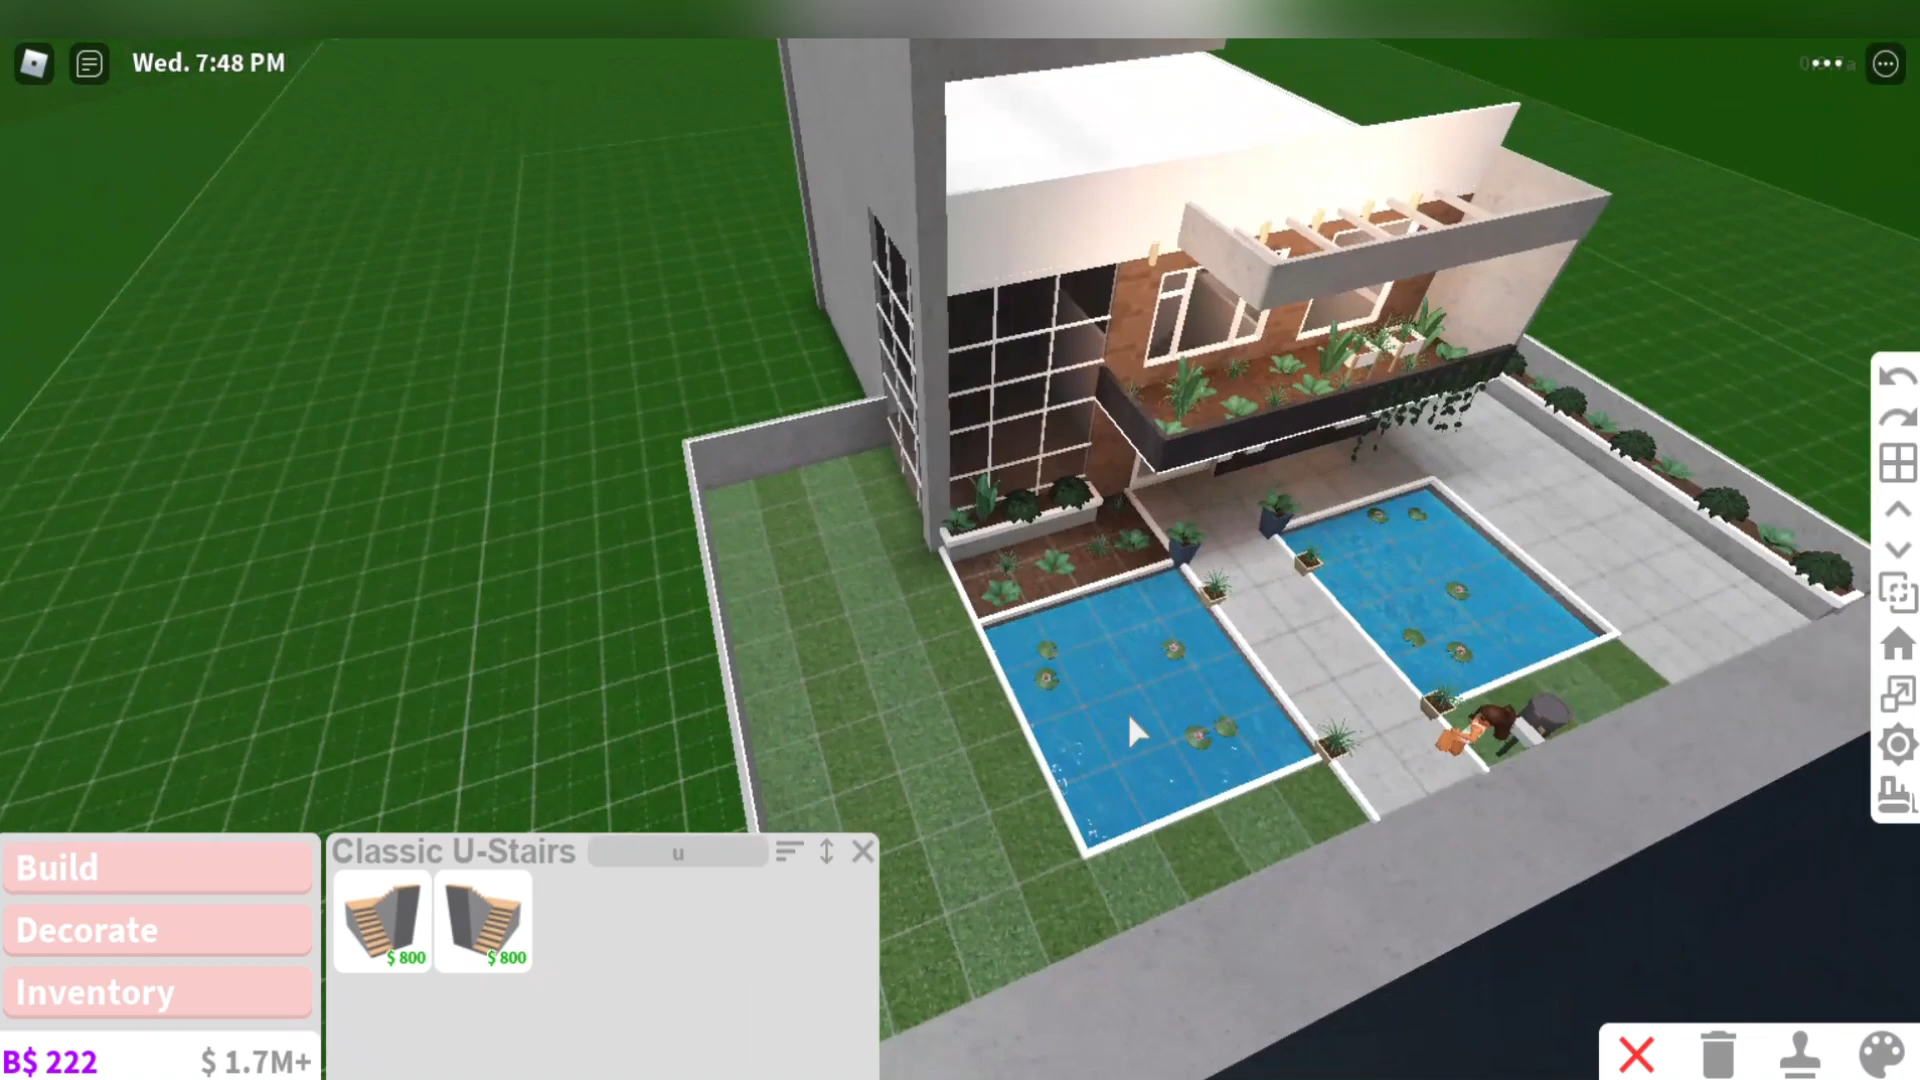 Wed. 7:48 PM
Build
Decorate
Inventory
B$ 222
$ 1.7M+
Classic U-Stairs
u
$ 800
$ 800